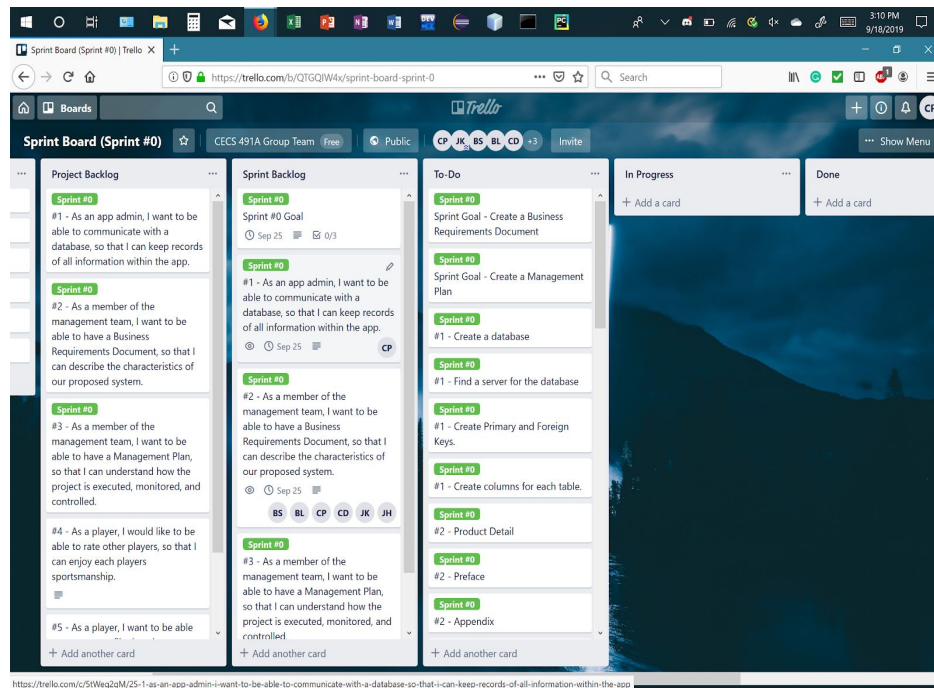 3:10 PM
9/18/2019
Sprint Board (Sprint #0) | Trello
https://trello.com/b/QTGQIW4x/sprint-board-sprint-0
Search
Boards
Trello
Sprint Board (Sprint #0)
CECS 491A Group Team Free
Public
CP JK BS BL CD +3
Invite
Show Menu
Project Backlog
Sprint #0
#1 - As an app admin, I want to be
able to communicate with a
database, so that I can keep records
of all information within the app.
Sprint #0
#2 - As a member of the
management team, I want to be
able to have a Business
Requirements Document, so that I
can describe the characteristics of
our proposed system.
Sprint #0
#3 - As a member of the
management team, I want to be
able to have a Management Plan,
so that I can understand how the
project is executed, monitored, and
controlled.
#4 - As a player, I would like to be
able to rate other players, so that I
can enjoy each players
sportsmanship.
#5 - As a player, I want to be able
+ Add another card
Sprint Backlog
Sprint #0
Sprint #0 Goal
Sep 25 0/3
Sprint #0
#1 - As an app admin, I want to be
able to communicate with a
database, so that I can keep records
of all information within the app.
Sep 25
CP
Sprint #0
#2 - As a member of the
management team, I want to be
able to have a Business
Requirements Document, so that I
can describe the characteristics of
our proposed system.
Sep 25
BS BL CP CD JK JH
Sprint #0
#3 - As a member of the
management team, I want to be
able to have a Management Plan,
so that I can understand how the
project is executed, monitored, and
controlled.
+ Add another card
To-Do
Sprint #0
Sprint Goal - Create a Business
Requirements Document
Sprint #0
Sprint Goal - Create a Management
Plan
Sprint #0
#1 - Create a database
Sprint #0
#1 - Find a server for the database
Sprint #0
#1 - Create Primary and Foreign
Keys.
Sprint #0
#1 - Create columns for each table.
Sprint #0
#2 - Product Detail
Sprint #0
#2 - Preface
Sprint #0
#2 - Appendix
+ Add another card
In Progress
+ Add a card
Done
+ Add a card
https://trello.com/c/5tWeg2qM/25-1-as-an-app-admin-i-want-to-be-able-to-communicate-with-a-database-so-that-i-can-keep-records-of-all-information-within-the-app